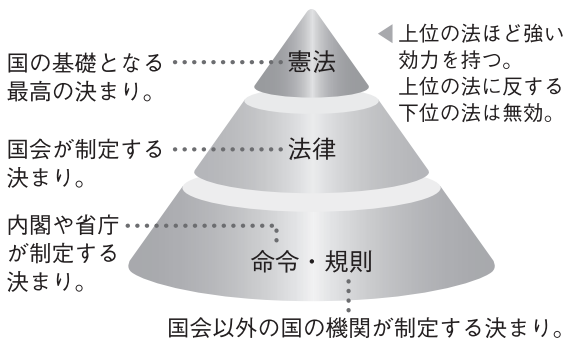 国の基礎となる
最高の決まり。
憲法
◀上位の法ほど強い
効力を持つ。
上位の法に反する
下位の法は無効。
国会が制定する
決まり。
法律
内閣や省庁
が制定する
決まり。
命令・規則
国会以外の国の機関が制定する決まり。